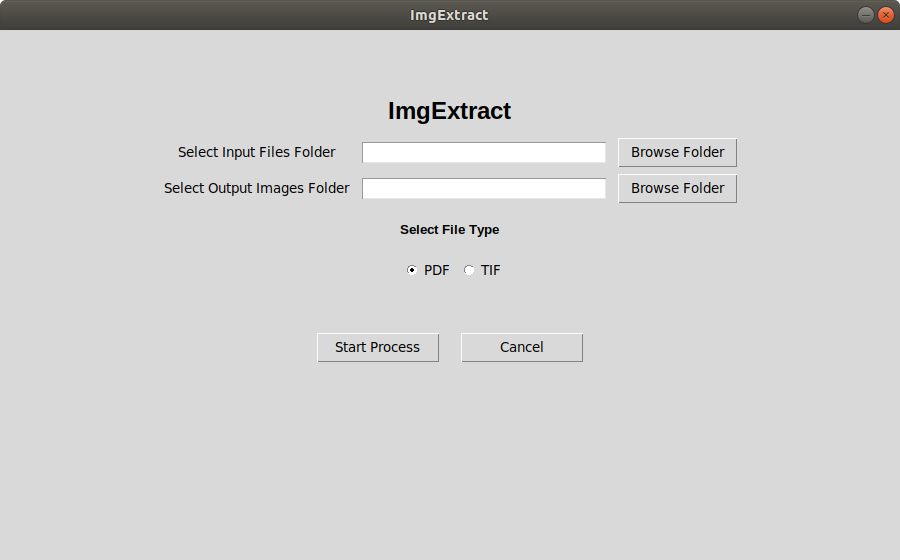 ImgExtract
ImgExtract
Select Input Files Folder Browse Folder
Select Output Images Folder Browse Folder
Select File Type
PDF TIF
Start Process Cancel